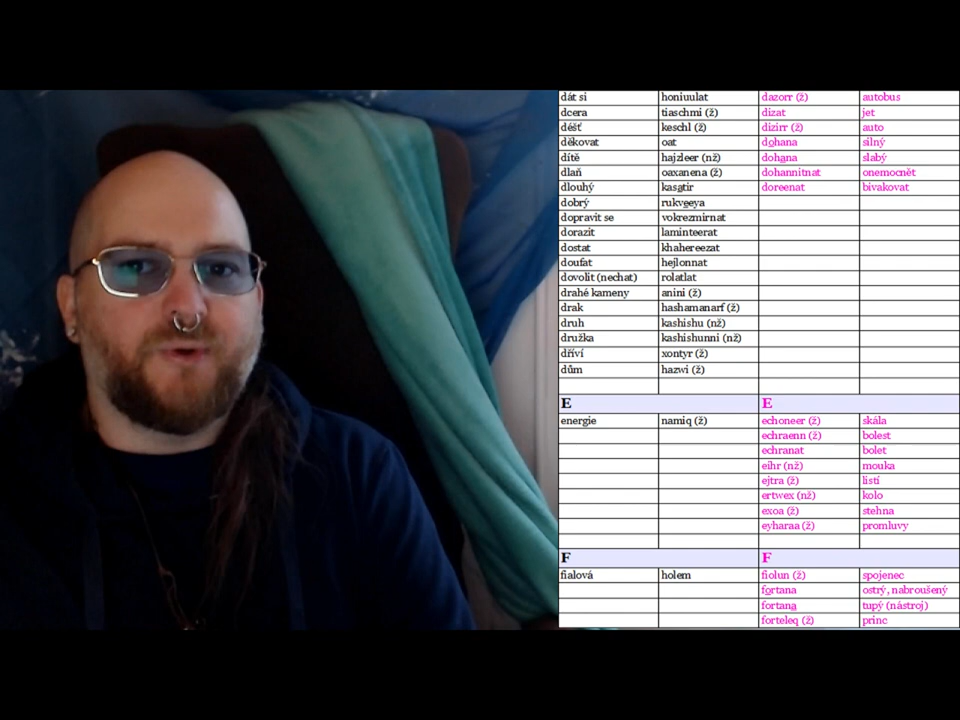 dát si honiuulat dazorr (ž) autobus
dcera tiaschmi (ž) dizat jet
déšť keschl (ž) dizirr (ž) auto
děkovat oat dohana silný
dítě hajzleer (nž) dohana slabý
dlaň oaxanena (ž) dohannitnat onemocnět
dlouhý kasatir doreenat bivakovat
dobrý rukvgeya
dopravit se vokrezmirnat
dorazit laminteerat
dostat khahereezat
doufat hejlonnat
dovolit (nechat) rolatlat
drahé kameny anini (ž)
drak hashamanarf (ž)
druh kashishu (nž)
družka kashishunni (nž)
dříví xontyr (ž)
dům hazwi (ž)
E E
energie namiq (ž) echoneer (ž) skála
echraenn (ž) bolest
echranat bolet
eihr (nž) mouka
ejtra (ž) listí
ertwex (nž) kolo
exoa (ž) stehna
eyharaa (ž) promluvy
F F
fialová holem fiolun (ž) spojenec
fortana ostrý, nabroušený
fortana tupý (nástroj)
forteleq (ž) princ